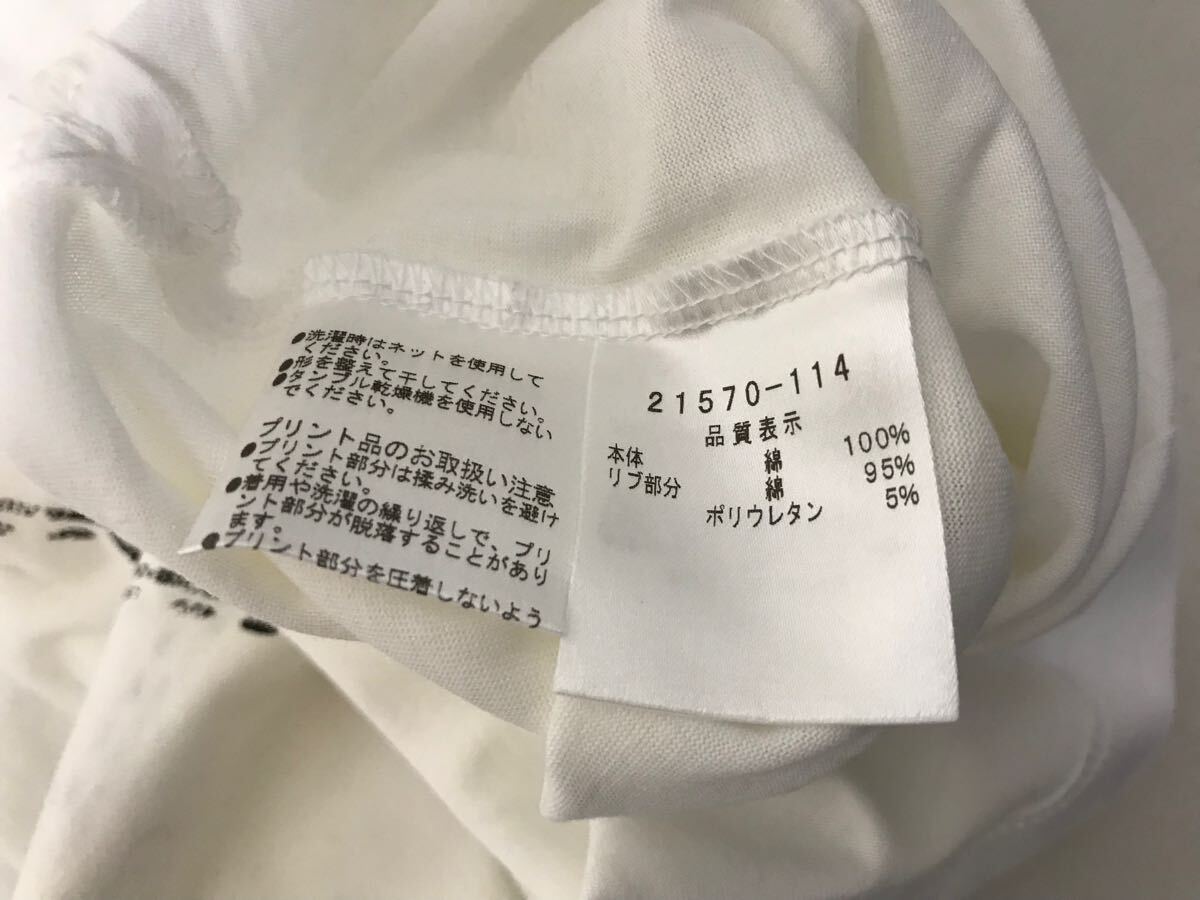 ●洗濯時はネットを使用して
ください。
●形を整えて干してください。
●タンブル乾燥機を使用しない
でください。
プリント品のお取扱い注意
●プリント部分は揉み洗いを避け
てください。
●着用や洗濯の繰り返しで、プリ
ント部分が脱落することがあり
ます。
●プリント部分を圧着しないよう
21570-114
品質表示
本体 綿 100%
リブ部分 綿 95%
ポリウレタン 5%